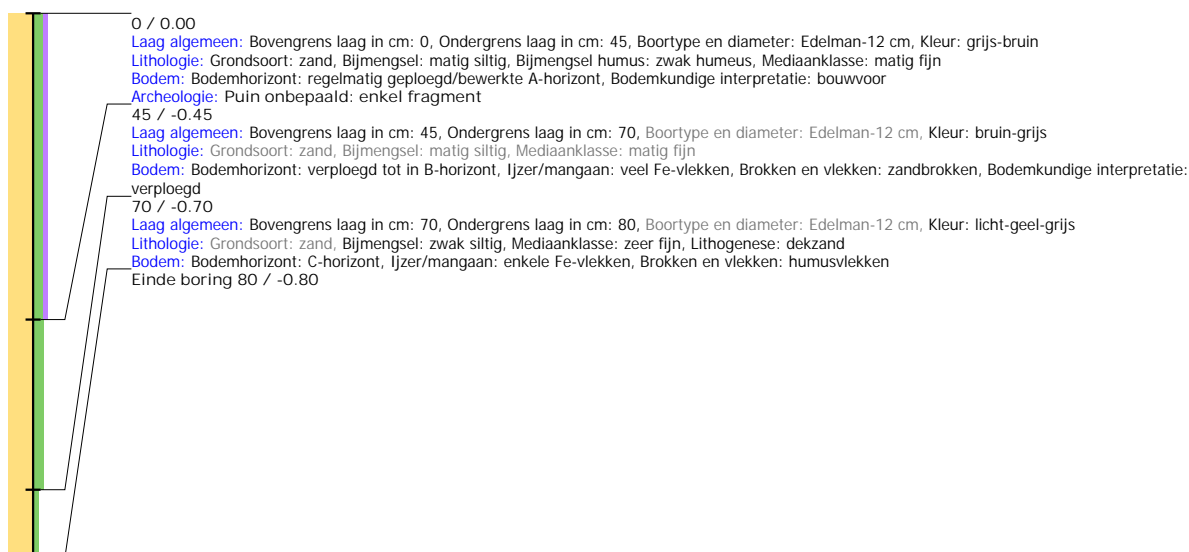 0 / 0.00
Laag algemeen: Bovengrens laag in cm: 0, Ondergrens laag in cm: 45, Boortype en diameter: Edelman-12 cm, Kleur: grijs-bruin
Lithologie: Grondsoort: zand, Bijmengsel: matig siltig, Bijmengsel humus: zwak humeus, Mediaanklasse: matig fijn
Bodem: Bodemhorizont: regelmatig geploegd/bewerkte A-horizont, Bodemkundige interpretatie: bouwvoor
Archeologie: Puin onbepaald: enkel fragment
45 / -0.45
Laag algemeen: Bovengrens laag in cm: 45, Ondergrens laag in cm: 70, Boortype en diameter: Edelman-12 cm, Kleur: bruin-grijs
Lithologie: Grondsoort: zand, Bijmengsel: matig siltig, Mediaanklasse: matig fijn
Bodem: Bodemhorizont: verploegd tot in B-horizont, Ijzer/mangaan: veel Fe-vlekken, Brokken en vlekken: zandbrokken, Bodemkundige interpretatie:
verploegd
70 / -0.70
Laag algemeen: Bovengrens laag in cm: 70, Ondergrens laag in cm: 80, Boortype en diameter: Edelman-12 cm, Kleur: licht-geel-grijs
Lithologie: Grondsoort: zand, Bijmengsel: zwak siltig, Mediaanklasse: zeer fijn, Lithogenese: dekzand
Bodem: Bodemhorizont: C-horizont, Ijzer/mangaan: enkele Fe-vlekken, Brokken en vlekken: humusvlekken
Einde boring 80 / -0.80